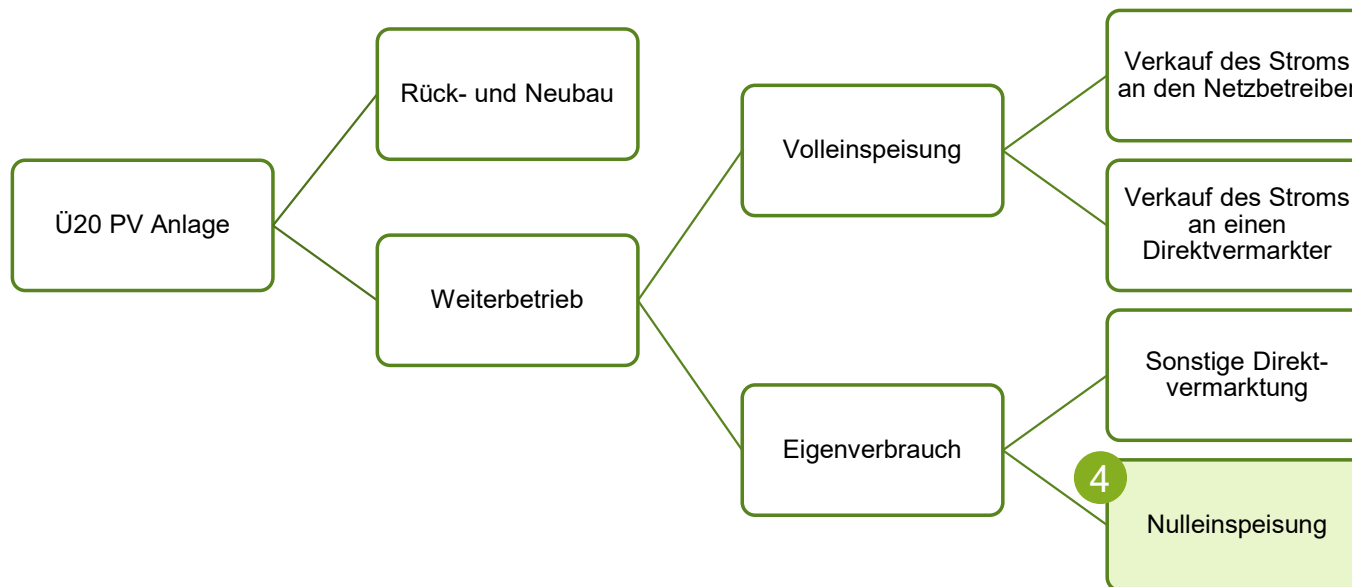 Ü20 PV Anlage
Rück- und Neubau
Weiterbetrieb
Volleinspeisung
Eigenverbrauch
Verkauf des Stroms
an den Netzbetreiber
Verkauf des Stroms
an einen
Direktvermarkter
Sonstige Direkt-
vermarktung
4
Nulleinspeisung